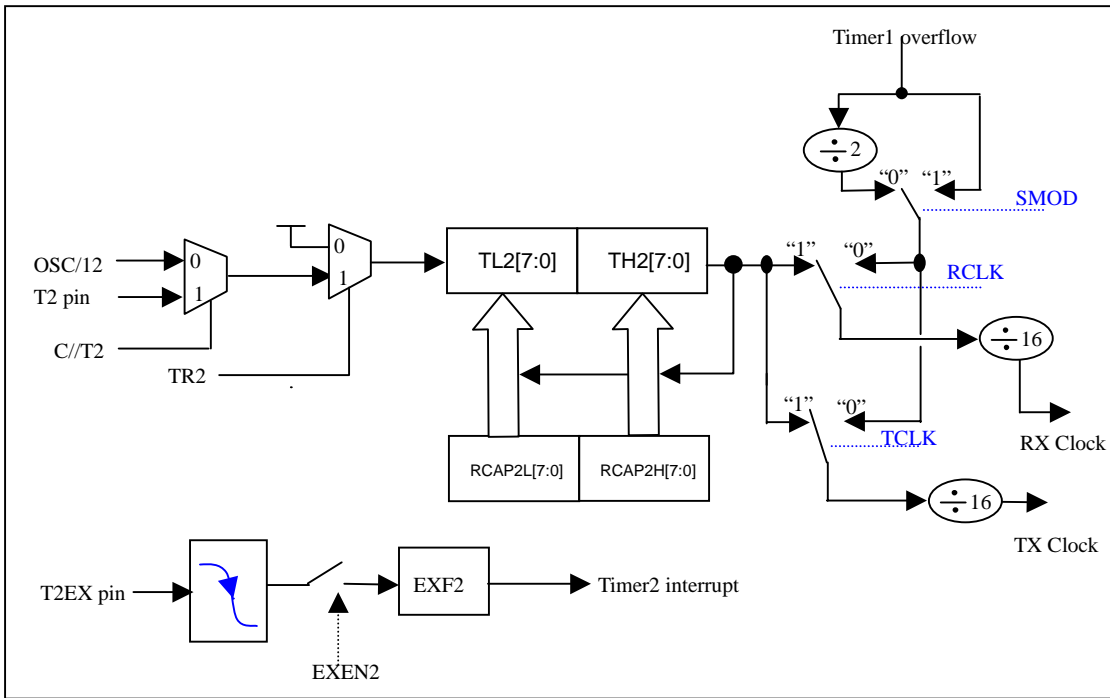 Timer1 overflow
÷ 2
“0” “1”
SMOD
OSC/12
T2 pin
0
1
0
1
TL2[7:0]
TH2[7:0]
“1” “0”
RCLK
÷ 16
C//T2
TR2
“1” “0”
TCLK
RX Clock
RCAP2L[7:0]
RCAP2H[7:0]
÷ 16
TX Clock
T2EX pin
EXF2
Timer2 interrupt
EXEN2